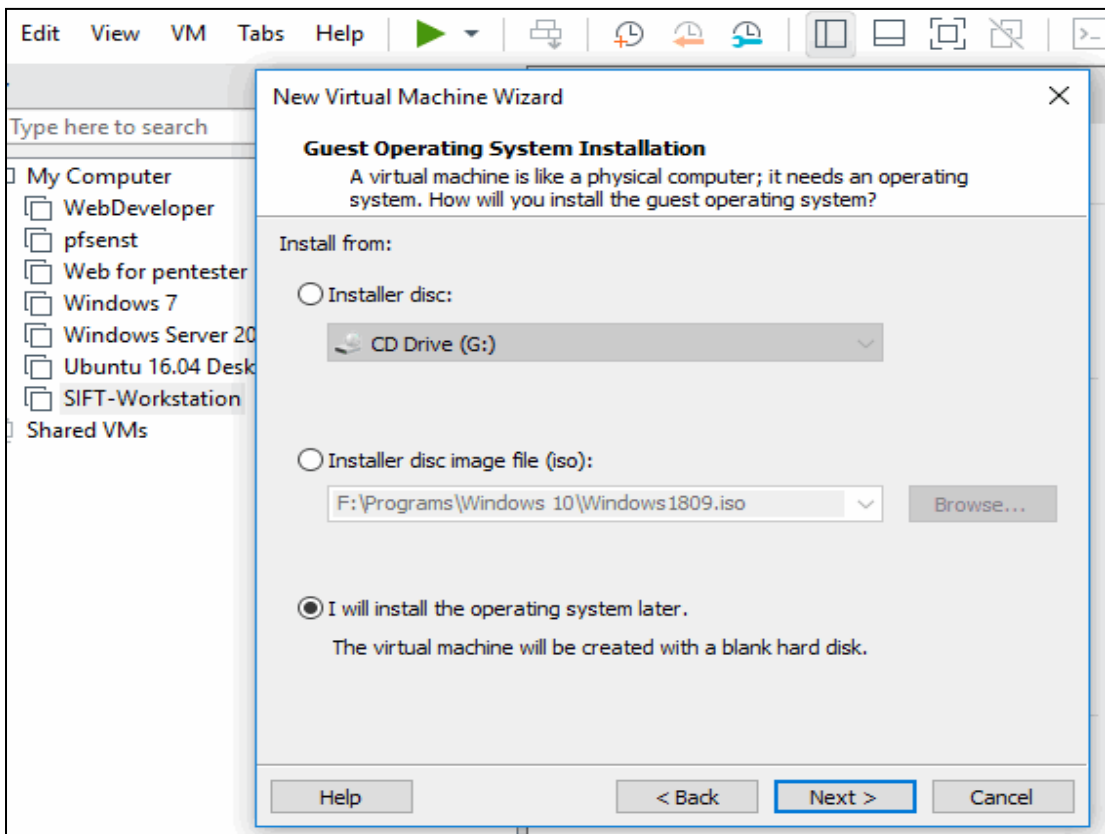 Edit View VM Tabs Help
New Virtual Machine Wizard
Guest Operating System Installation
A virtual machine is like a physical computer; it needs an operating
system. How will you install the guest operating system?
Type here to search
My Computer
WebDeveloper
pfsenst
Web for pentester
Windows 7
Windows Server 20
Ubuntu 16.04 Desk
SIFT-Workstation
Shared VMs
Install from:
Installer disc:
CD Drive (G:)
Installer disc image file (iso):
F:\Programs\Windows 10\Windows1809.iso
Browse...
I will install the operating system later.
The virtual machine will be created with a blank hard disk.
Help < Back Next > Cancel